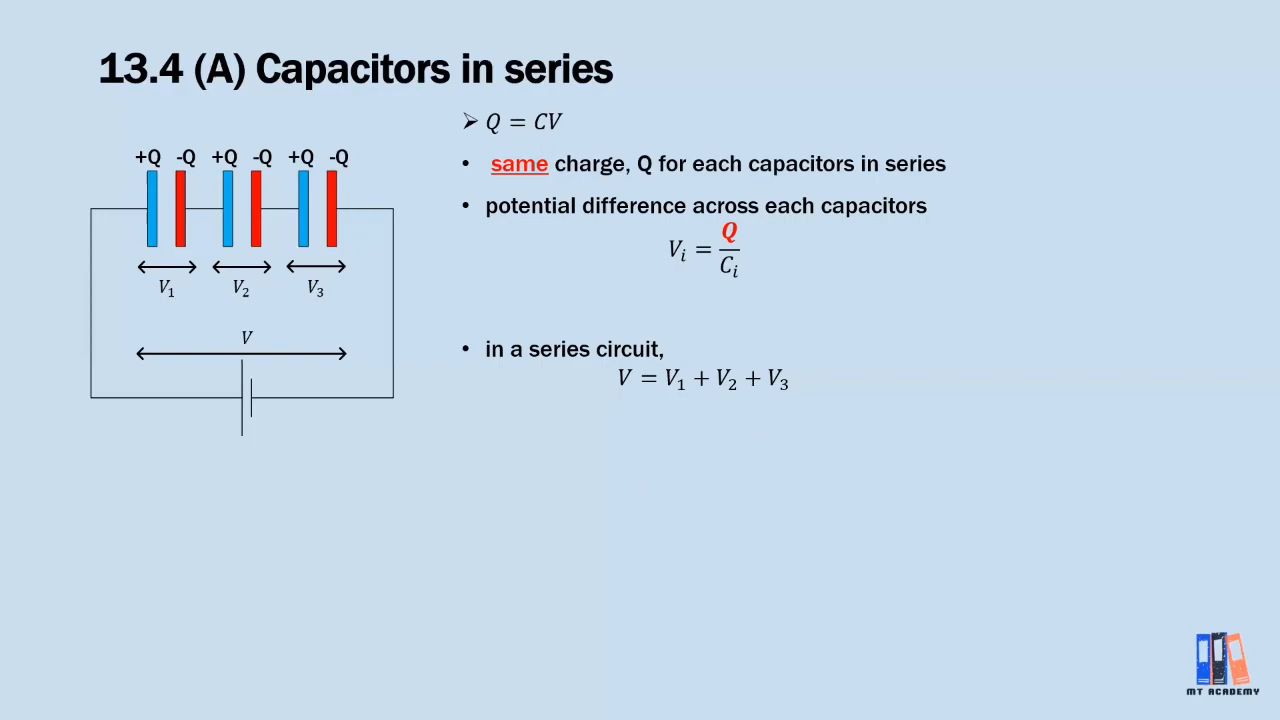 13.4 (A) Capacitors in series
➢ Q = CV
• same charge, Q for each capacitors in series
• potential difference across each capacitors
Vᵢ = Q/Cᵢ
• in a series circuit,
V = V₁ + V₂ + V₃
+Q -Q +Q -Q +Q -Q
V₁ V₂ V₃
V
MT ACADEMY